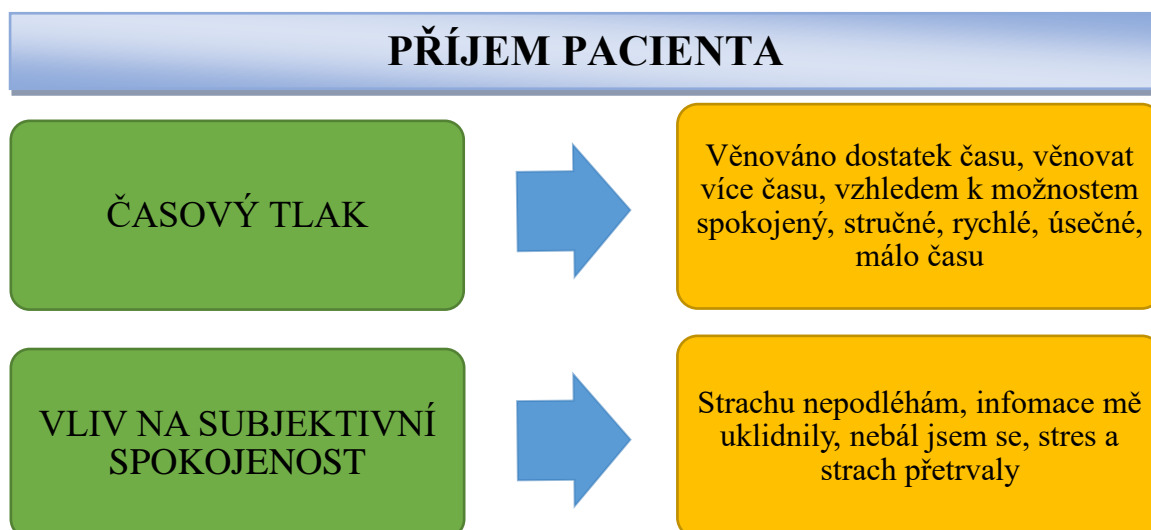 PŘÍJEM PACIENTA
ČASOVÝ TLAK
Věnováno dostatek času, věnovat
více času, vzhledem k možnostem
spokojený, stručné, rychlé, úsečné,
málo času
VLIV NA SUBJEKTIVNÍ
SPOKOJENOST
Strachu nepodléhám, infomace mě
uklidnily, nebál jsem se, stres a
strach přetrvaly